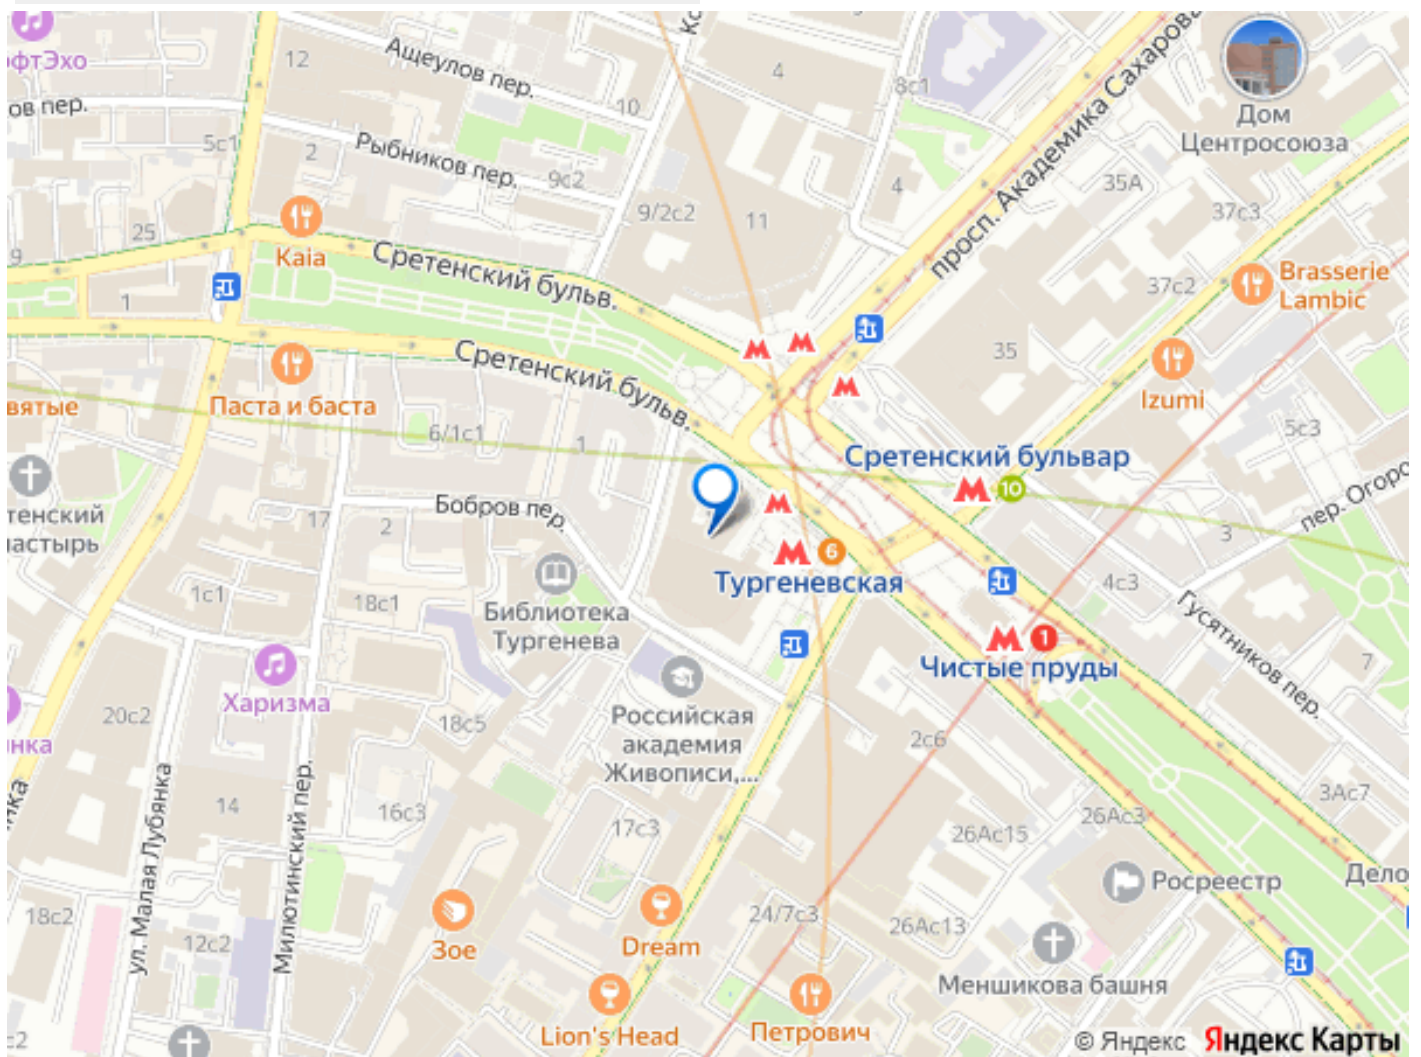 фтЭхо
12
Ащеулов пер.
4
8с1
просп. Академика Сахарова
Дом
Центросоюза
ов пер.
10
5с1
2
Рыбников пер.
9с2
4
35А
9/2с2
11
37с3
25
9
Kaia
Сретенский бульв.
37с2
Brasserie
Lambic
1
35
Сретенский бульв.
Паста и баста
Izumi
вятые
6/1с1
1
5с3
Сретенский бульвар
10
пер. Огоро
тенский
настырь
17
2
Бобров пер.
3
6
Тургеневская
4с3
1с1
18с1
Библиотека
Тургенева
Гусятников пер.
1
Чистые пруды
7
Харизма
20с2
18с5
Российская
академия
Живописи,...
2с6
нка
ка
14
16с3
17с3
3Ас7
26Ас3
26Ас15
ул. Малая Лубянка
Милютинский пер.
Росреестр
Дело
18с2
12с2
Зое
Dream
24/7с3
26Ас13
Меншикова башня
с2
Lion's Head
Петрович
© Яндекс Яндекс Карты